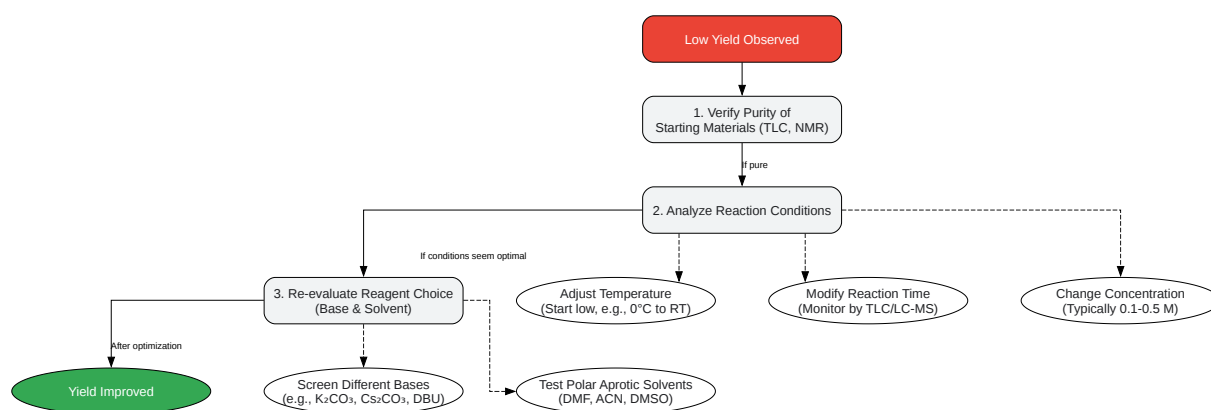 Low Yield Observed
1. Verify Purity of
Starting Materials (TLC, NMR)
If pure
2. Analyze Reaction Conditions
If conditions seem optimal
3. Re-evaluate Reagent Choice
(Base & Solvent)
Adjust Temperature
(Start low, e.g., 0°C to RT)
Modify Reaction Time
(Monitor by TLC/LC-MS)
Change Concentration
(Typically 0.1-0.5 M)
After optimization
Yield Improved
Screen Different Bases
(e.g., K₂CO₃, Cs₂CO₃, DBU)
Test Polar Aprotic Solvents
(DMF, ACN, DMSO)